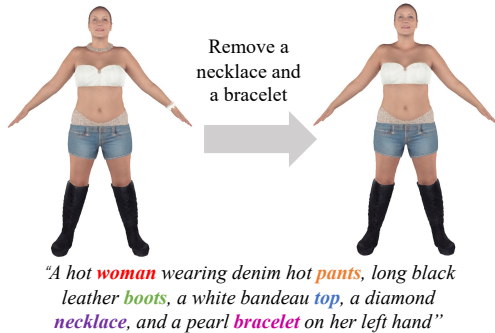 Remove a
necklace and
a bracelet
“A hot woman wearing denim hot pants, long black
leather boots, a white bandeau top, a diamond
necklace, and a pearl bracelet on her left hand”